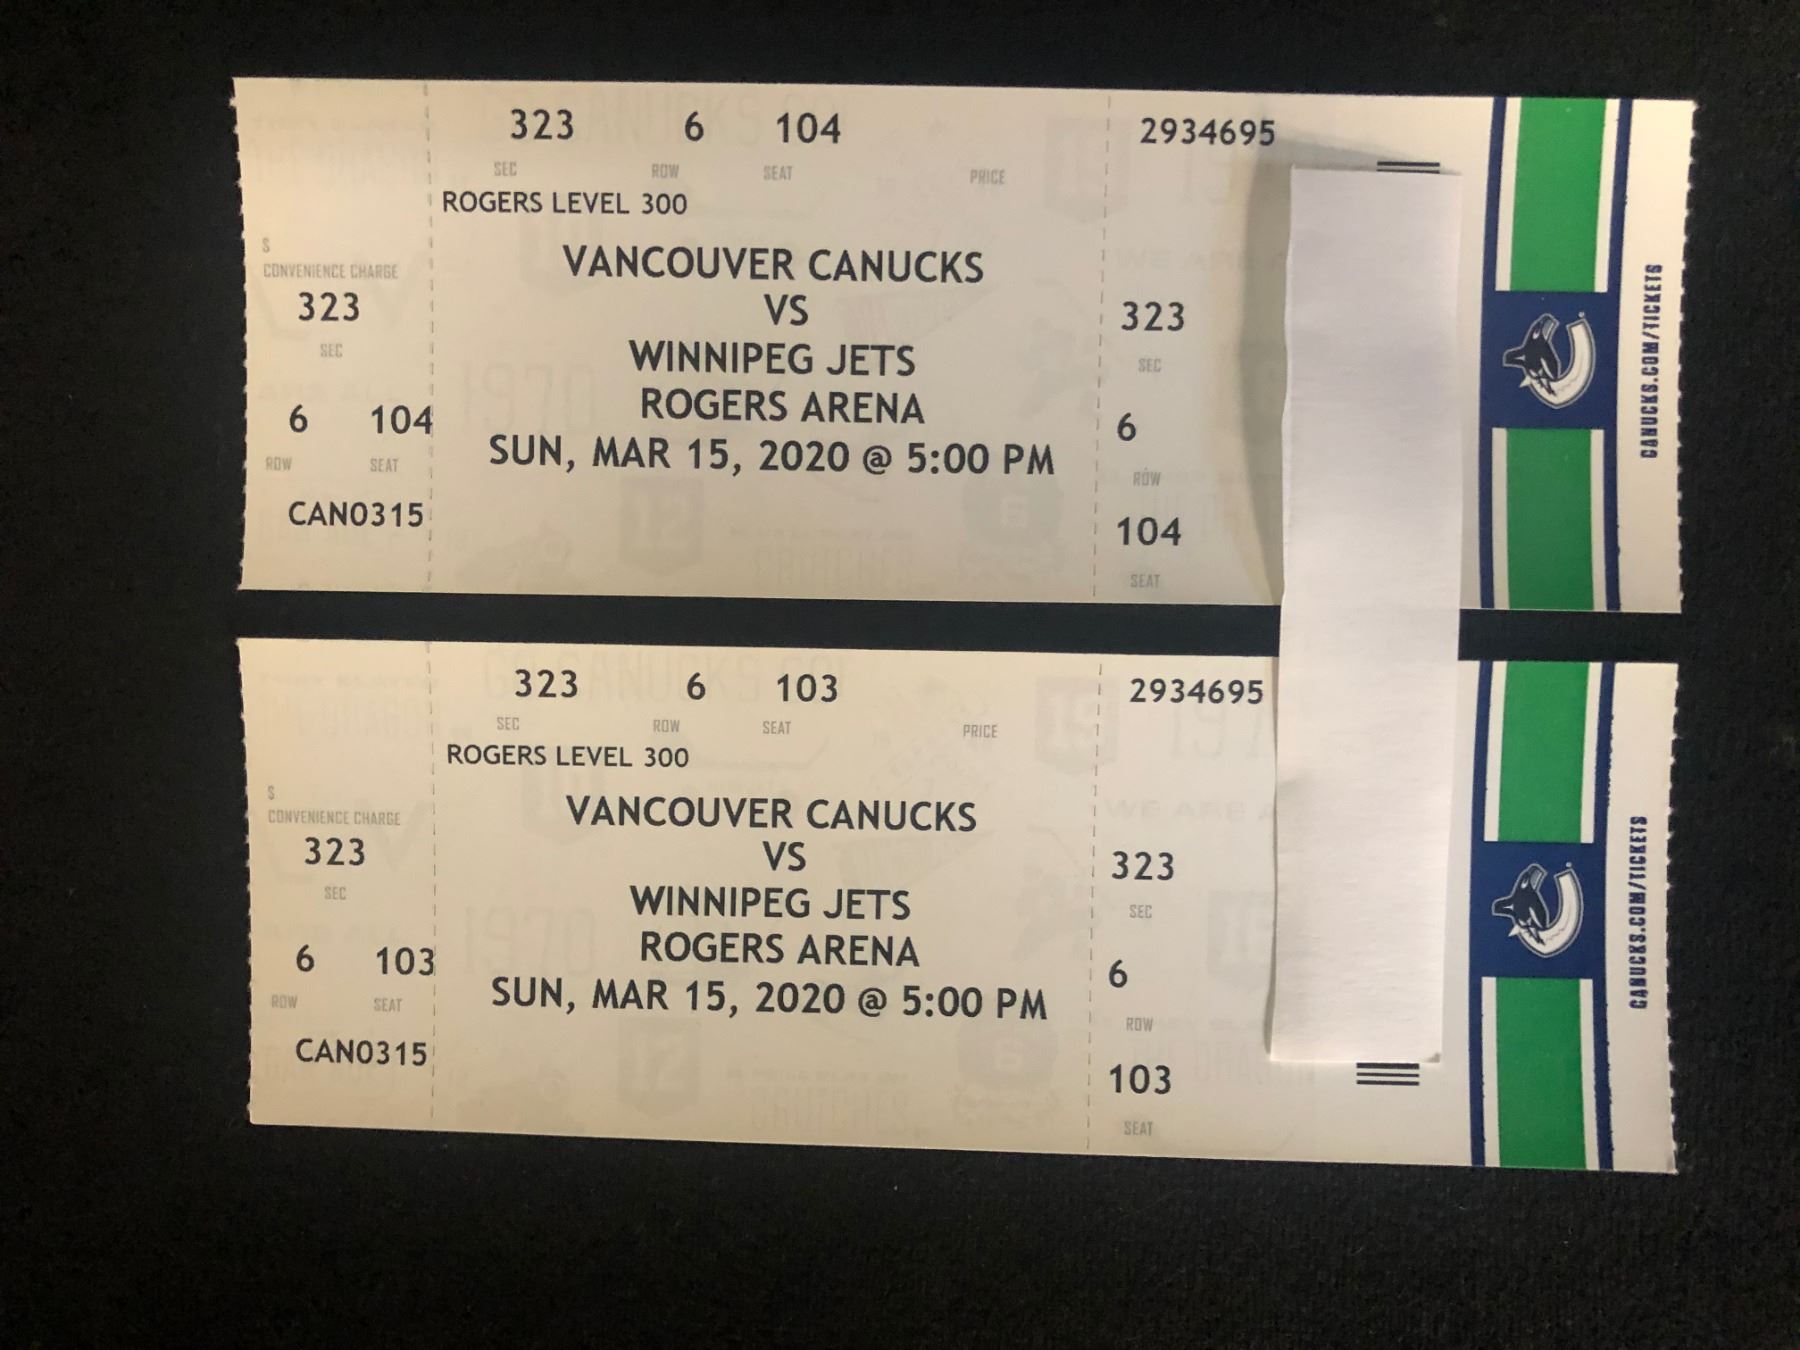 323 6 104 2934695
SEC ROW SEAT PRICE
ROGERS LEVEL 300
$
CONVENIENCE CHARGE
323
SEC
6 104
ROW SEAT
CAN0315
VANCOUVER CANUCKS
VS
WINNIPEG JETS
ROGERS ARENA
SUN, MAR 15, 2020 @ 5:00 PM
323
SEC
6
ROW
104
SEAT
CANUCKS.COM/TICKETS
323 6 103 2934695
SEC ROW SEAT PRICE
ROGERS LEVEL 300
$
CONVENIENCE CHARGE
323
SEC
6 103
ROW SEAT
CAN0315
VANCOUVER CANUCKS
VS
WINNIPEG JETS
ROGERS ARENA
SUN, MAR 15, 2020 @ 5:00 PM
323
SEC
6
ROW
103
SEAT
CANUCKS.COM/TICKETS